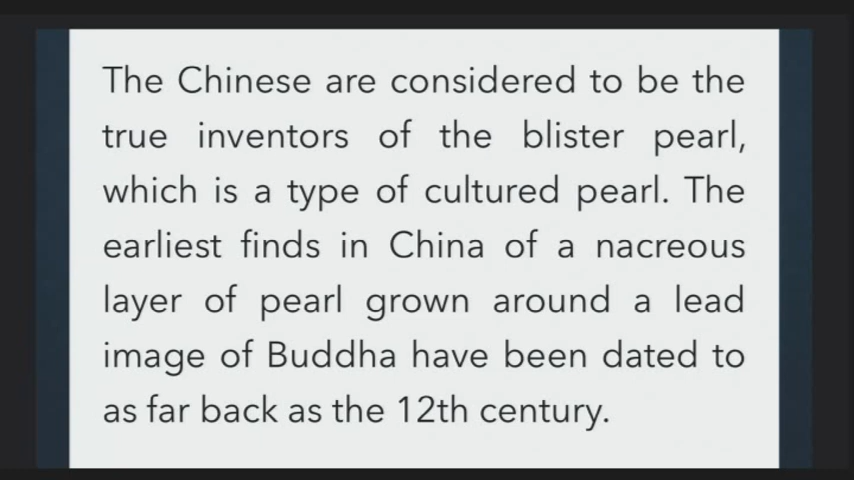 The Chinese are considered to be the
true inventors of the blister pearl,
which is a type of cultured pearl. The
earliest finds in China of a nacreous
layer of pearl grown around a lead
image of Buddha have been dated to
as far back as the 12th century.